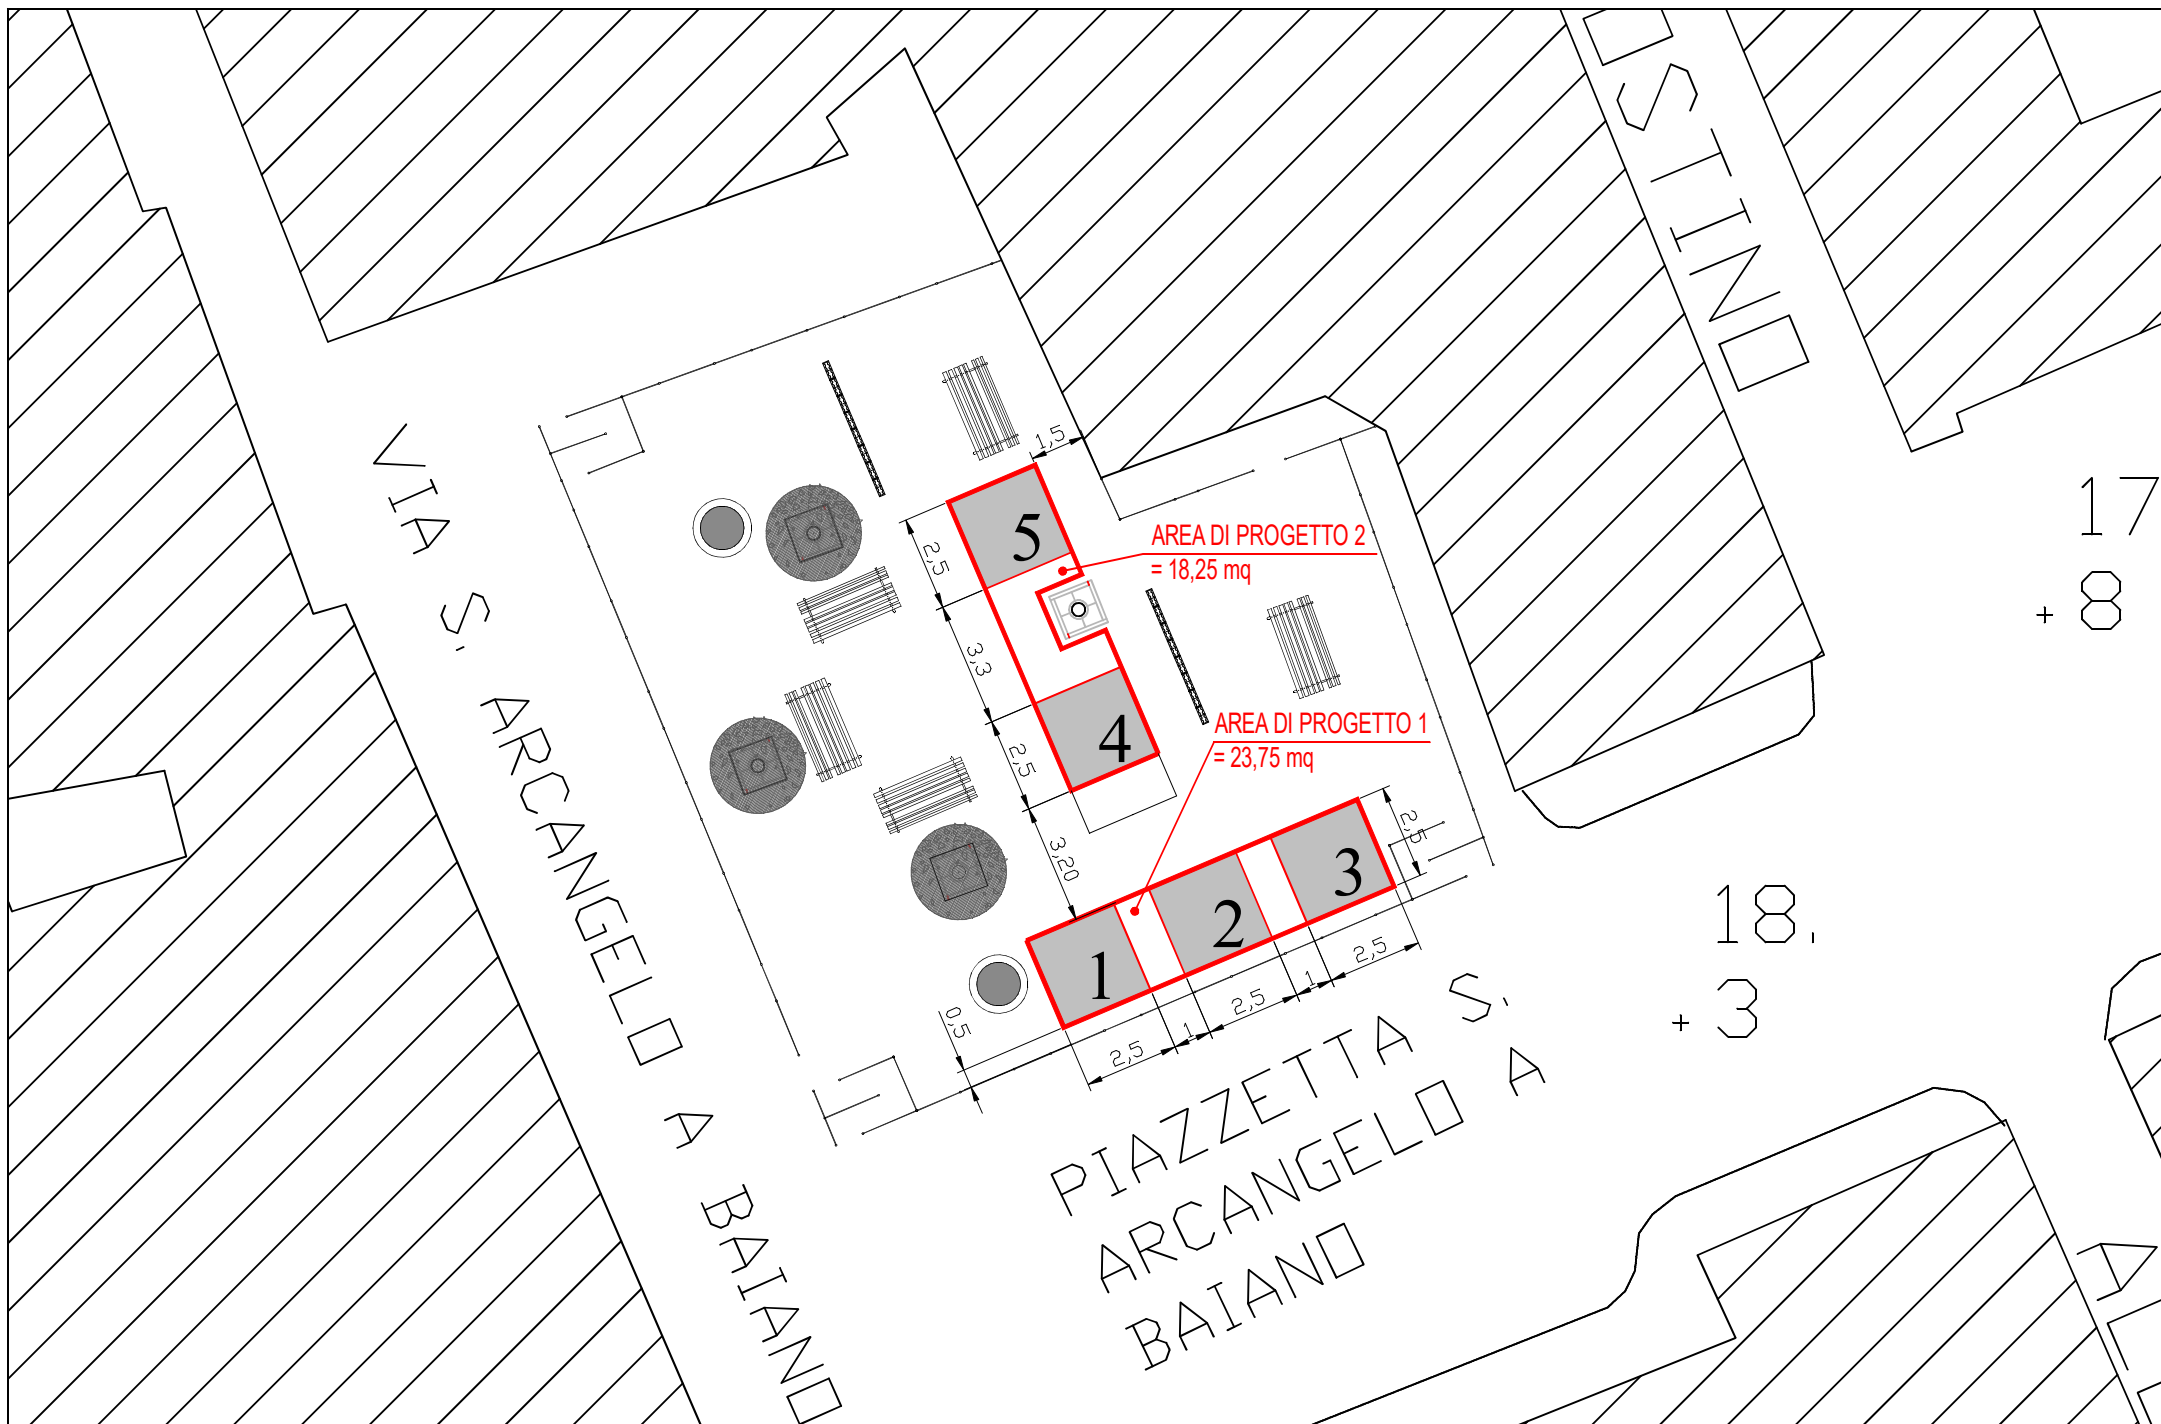 OSTINO
1,5
5
AREA DI PROGETTO 2
= 18,25 mq
17
8
2,5
VIA S. ARCANGELO A BAIANO
3,3
4
2,5
AREA DI PROGETTO 1
= 23,75 mq
3,20
2,5
3
2
1
18.
3
0,5
2,5
1
2,5
1
2,5
PIAZZETTA S.
ARCANGELO A
BAIANO